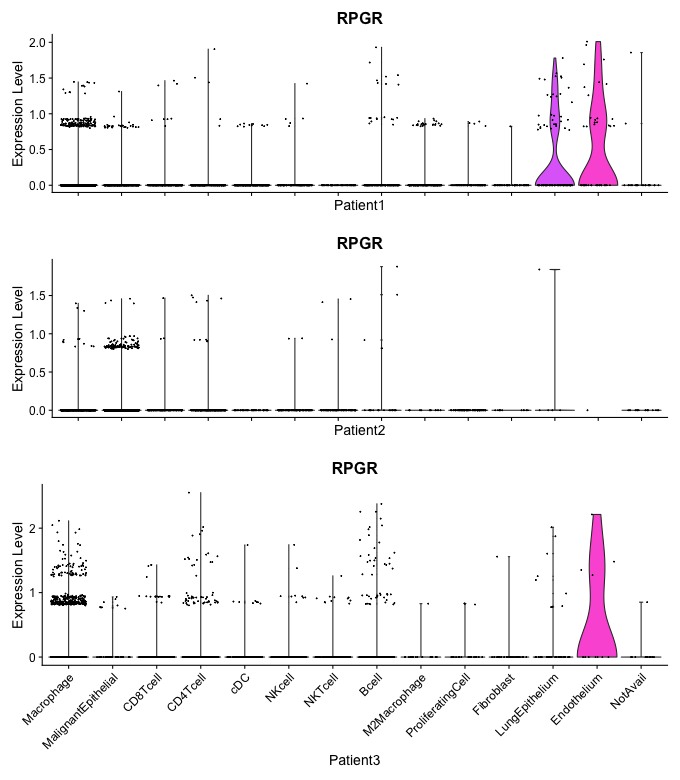 RPGR
Expression Level
2.0
1.5
1.0
0.5
0.0
Patient1
RPGR
Expression Level
1.5
1.0
0.5
0.0
Patient2
RPGR
Expression Level
2
1
0
Macrophage
MalignantEpithelial
CD8Tcell
CD4Tcell
cDC
NKcell
NKTcell
Bcell
M2Macrophage
ProliferatingCell
Fibroblast
LungEpithelium
Endothelium
NotAvail
Patient3